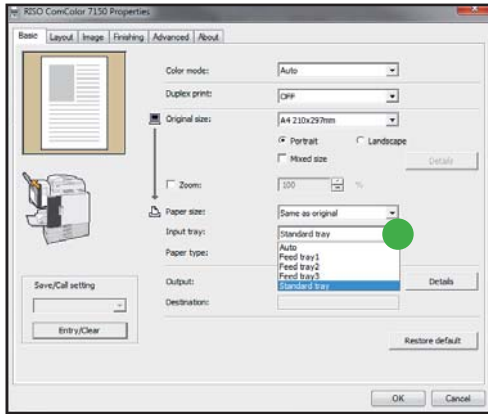 RISO ComColor 7150 Properties
Basic Layout Image Finishing Advanced About
Color mode: Auto
Duplex print: OFF
Original size: A4 210x297mm
Portrait Landscape
Mixed size Details
Zoom: 100 %
Paper size: Same as original
Input tray: Standard tray
Auto
Paper type: Feed tray1
Feed tray2
Feed tray3
Save/Call setting Output: Standard tray Details
Destination:
Entry/Clear
Restore default
OK Cancel